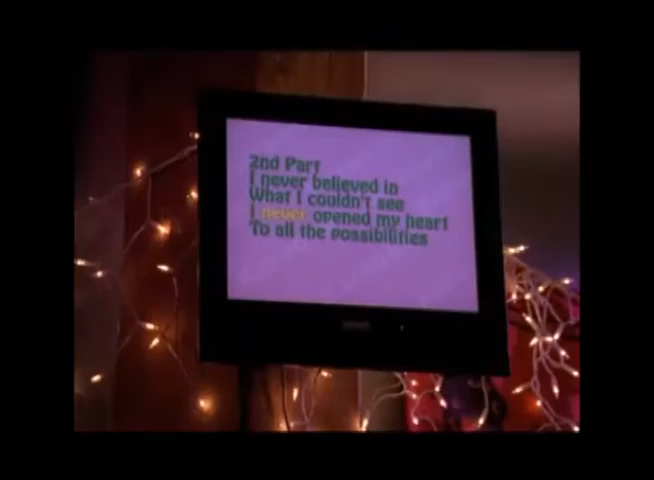 2nd Part
I never believed in
What I couldn't see
I never opened my heart
To all the possibilities